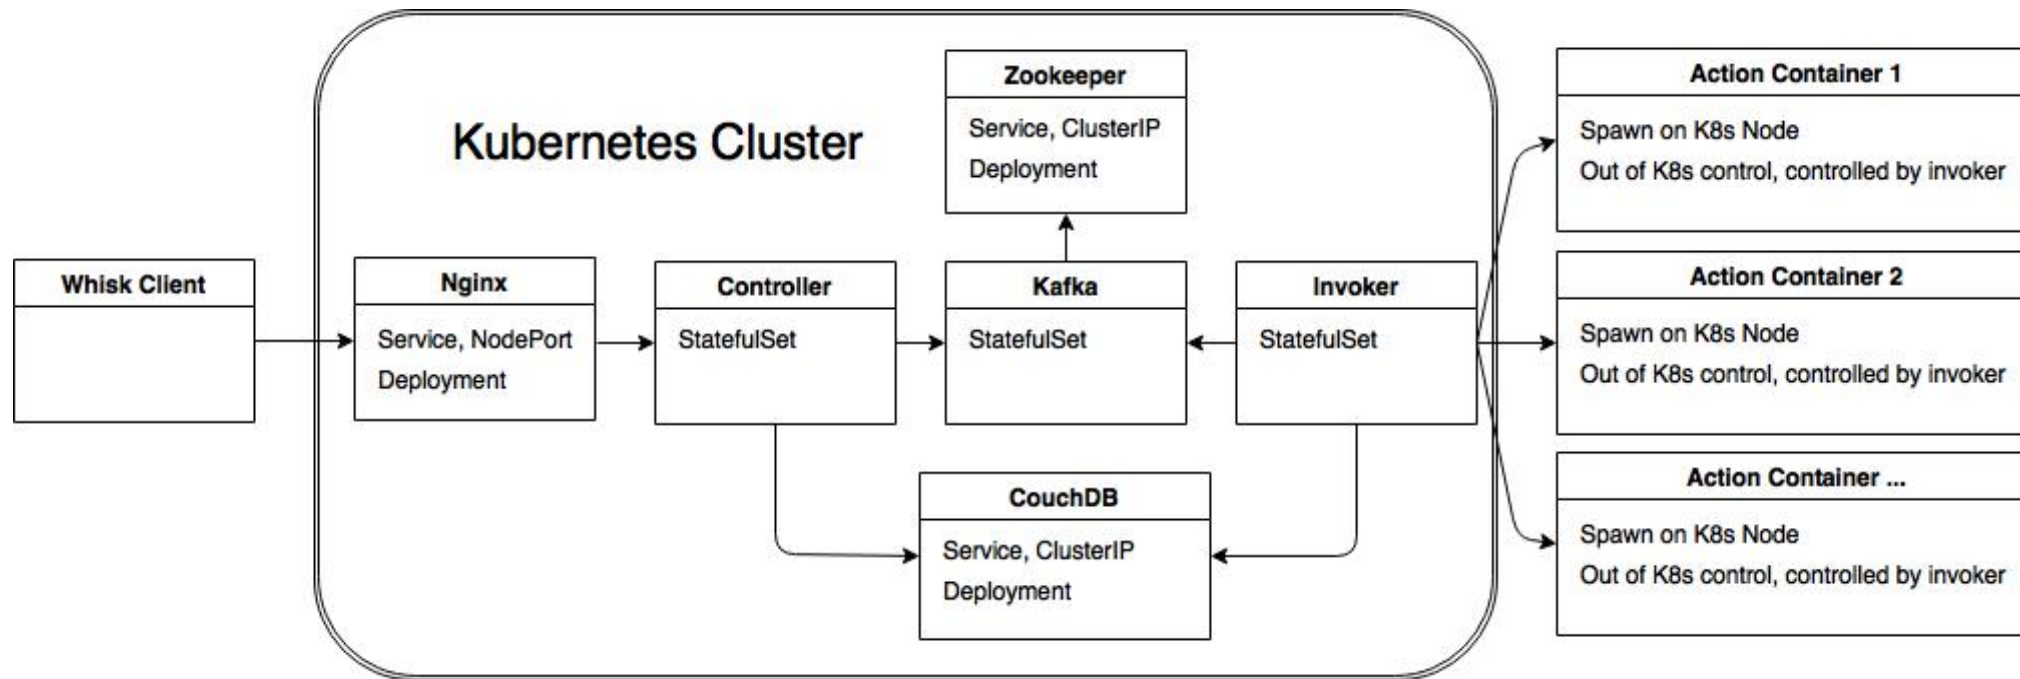 Kubernetes Cluster
Whisk Client
Nginx
Service, NodePort
Deployment
Controller
StatefulSet
Zookeeper
Service, ClusterIP
Deployment
Kafka
StatefulSet
CouchDB
Service, ClusterIP
Deployment
Invoker
StatefulSet
Action Container 1
Spawn on K8s Node
Out of K8s control, controlled by invoker
Action Container 2
Spawn on K8s Node
Out of K8s control, controlled by invoker
Action Container ...
Spawn on K8s Node
Out of K8s control, controlled by invoker